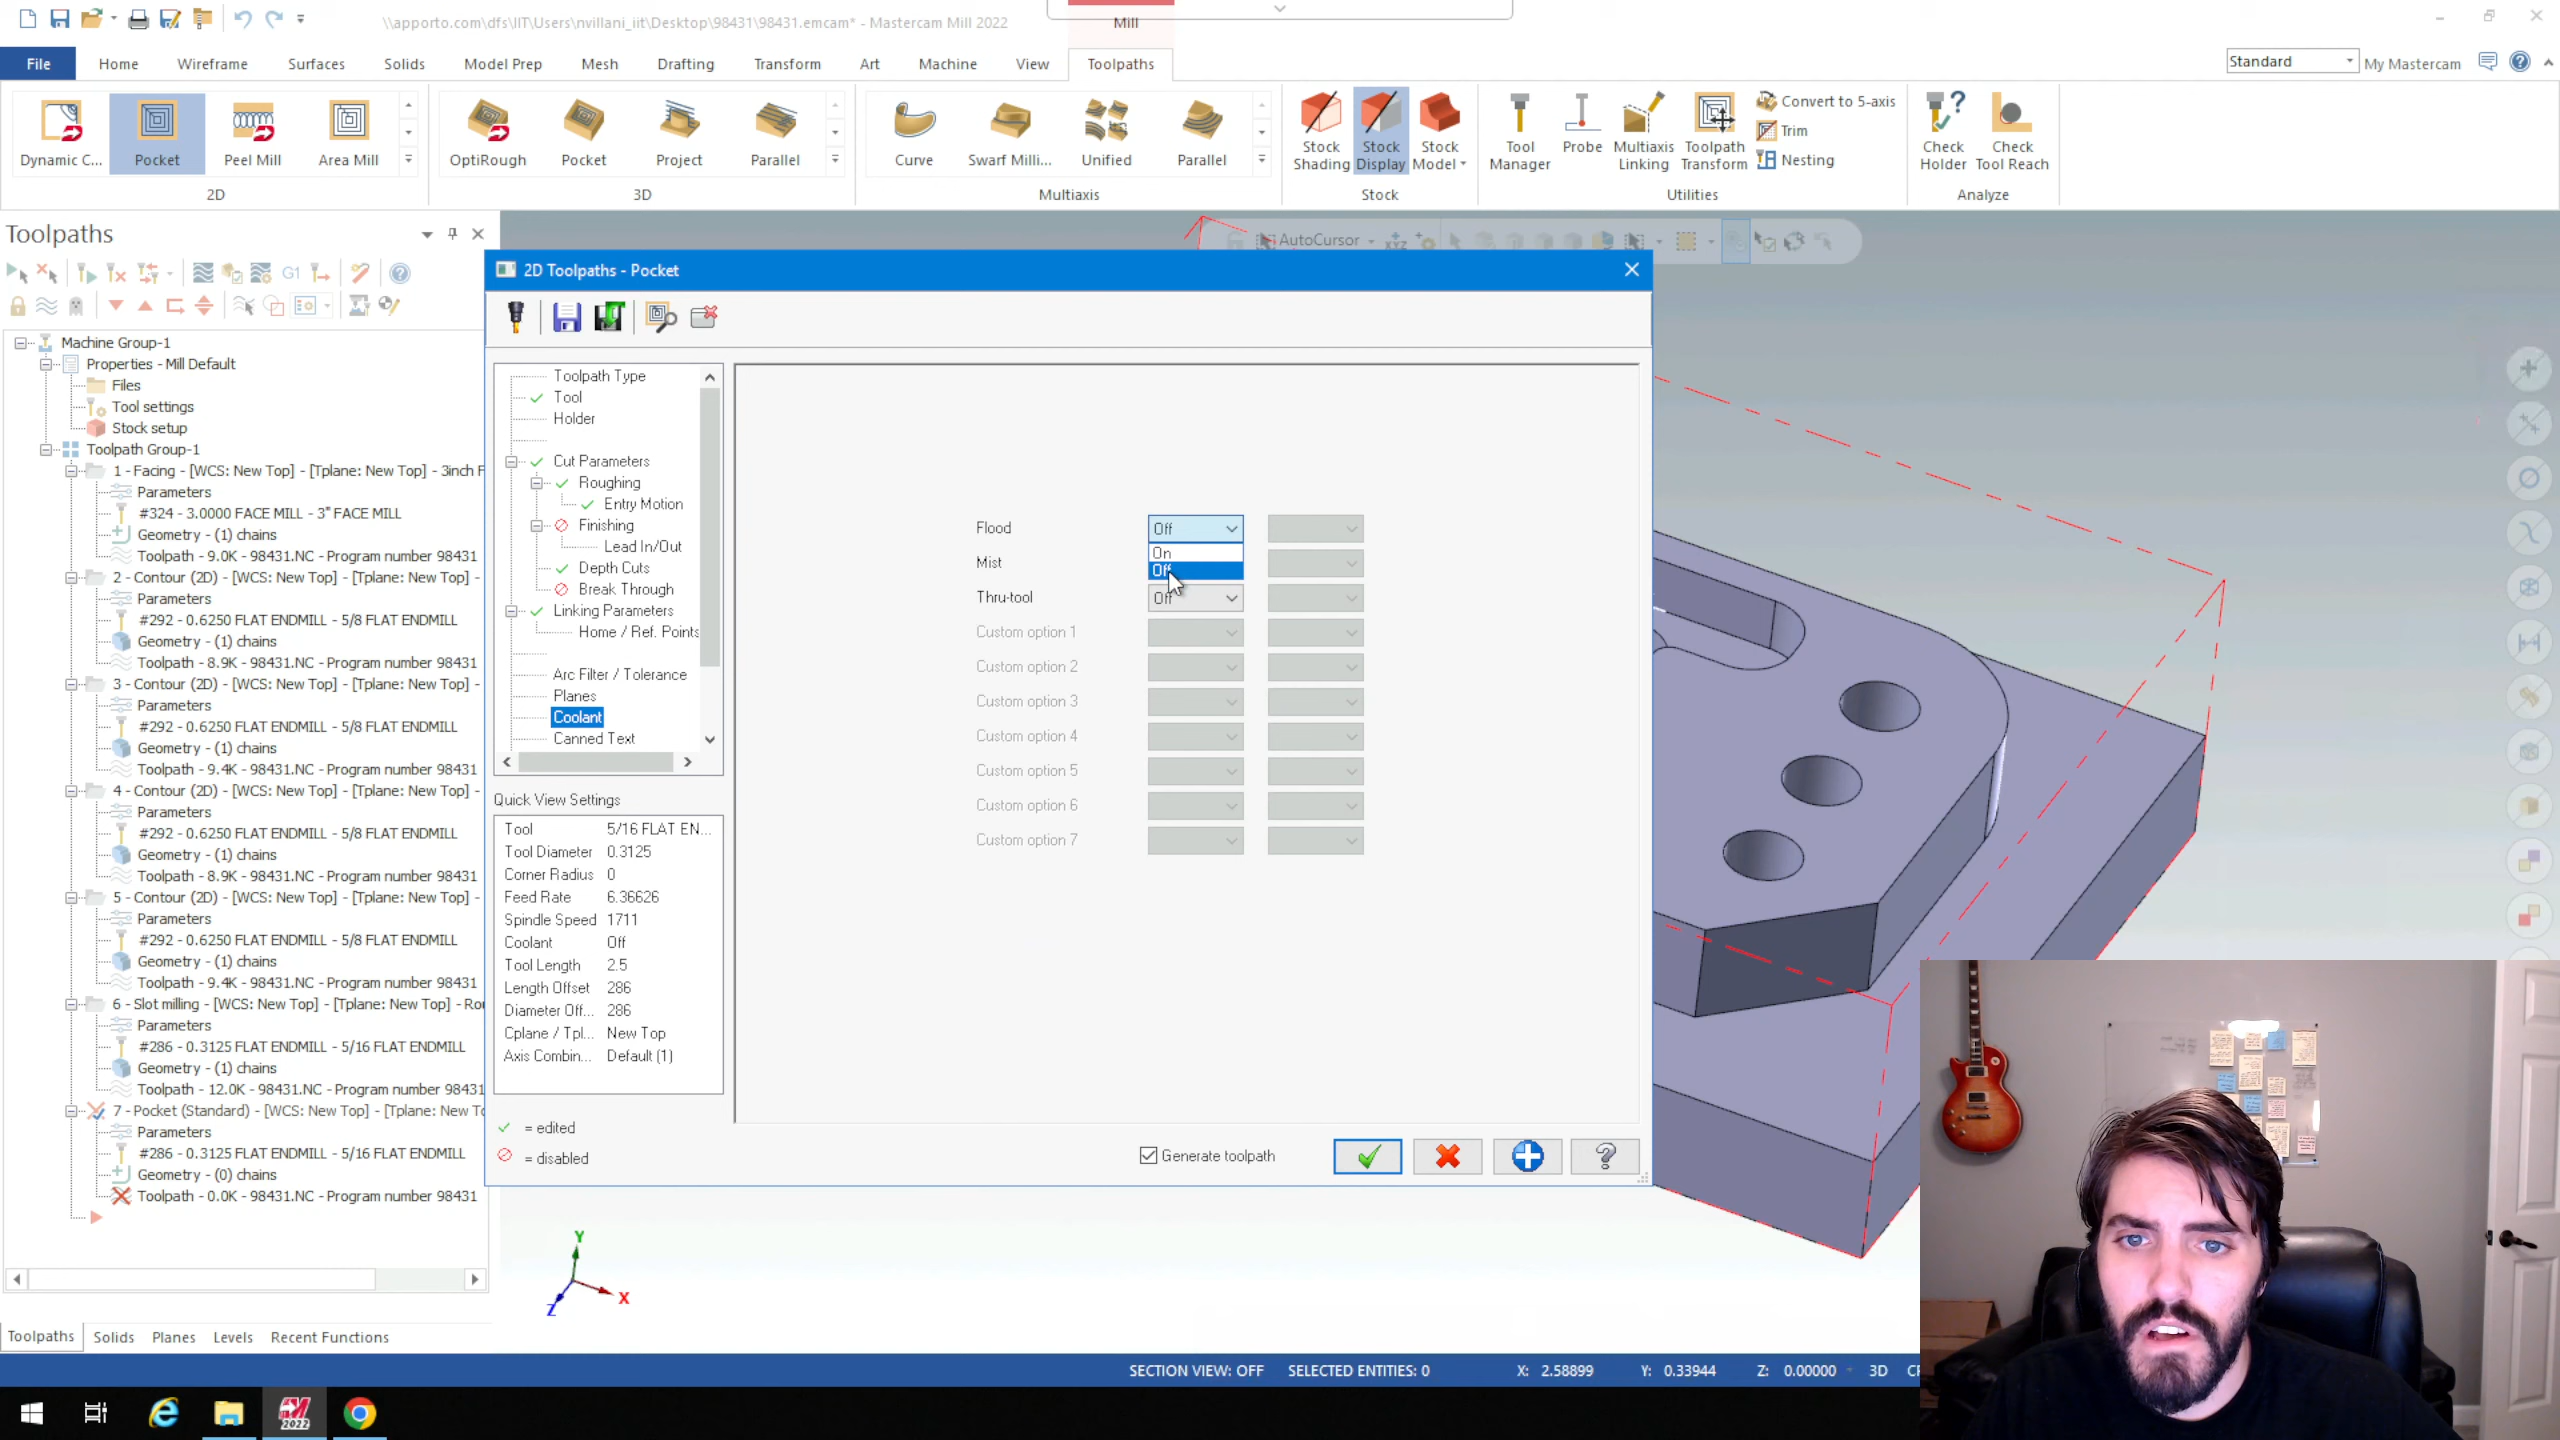 \\apporto.com\dfs\IIT\Users\nvillani_iit\Desktop\98431\98431.emcam* - Mastercam Mill 2022
Mill
File
Home
Wireframe
Surfaces
Solids
Model Prep
Mesh
Drafting
Transform
Art
Machine
View
Toolpaths
Standard
My Mastercam
Dynamic C...
Pocket
Peel Mill
Area Mill
2D
OptiRough
Pocket
Project
Parallel
3D
Curve
Swarf Milli...
Unified
Parallel
Multiaxis
Stock Shading
Stock Display
Stock Model
Stock
Tool Manager
Probe
Multiaxis Linking
Toolpath Transform
Convert to 5-axis
Trim
Nesting
Utilities
Check Holder
Check Tool Reach
Analyze
Toolpaths
AutoCursor
G1
Machine Group-1
Properties - Mill Default
Files
Tool settings
Stock setup
Toolpath Group-1
1 - Facing - [WCS: New Top] - [Tplane: New Top] - 3inch F
Parameters
#324 - 3.0000 FACE MILL - 3" FACE MILL
Geometry - (1) chains
Toolpath - 9.0K - 98431.NC - Program number 98431
2 - Contour (2D) - [WCS: New Top] - [Tplane: New Top] -
Parameters
#292 - 0.6250 FLAT ENDMILL - 5/8 FLAT ENDMILL
Geometry - (1) chains
Toolpath - 8.9K - 98431.NC - Program number 98431
3 - Contour (2D) - [WCS: New Top] - [Tplane: New Top] -
Parameters
#292 - 0.6250 FLAT ENDMILL - 5/8 FLAT ENDMILL
Geometry - (1) chains
Toolpath - 9.4K - 98431.NC - Program number 98431
4 - Contour (2D) - [WCS: New Top] - [Tplane: New Top] -
Parameters
#292 - 0.6250 FLAT ENDMILL - 5/8 FLAT ENDMILL
Geometry - (1) chains
Toolpath - 8.9K - 98431.NC - Program number 98431
5 - Contour (2D) - [WCS: New Top] - [Tplane: New Top] -
Parameters
#292 - 0.6250 FLAT ENDMILL - 5/8 FLAT ENDMILL
Geometry - (1) chains
Toolpath - 9.4K - 98431.NC - Program number 98431
6 - Slot milling - [WCS: New Top] - [Tplane: New Top] - Rou
Parameters
#286 - 0.3125 FLAT ENDMILL - 5/16 FLAT ENDMILL
Geometry - (1) chains
Toolpath - 12.0K - 98431.NC - Program number 98431
7 - Pocket (Standard) - [WCS: New Top] - [Tplane: New To
Parameters
#286 - 0.3125 FLAT ENDMILL - 5/16 FLAT ENDMILL
Geometry - (0) chains
Toolpath - 0.0K - 98431.NC - Program number 98431
Toolpaths
Solids
Planes
Levels
Recent Functions
2D Toolpaths - Pocket
Toolpath Type
Tool
Holder
Cut Parameters
Roughing
Entry Motion
Finishing
Lead In/Out
Depth Cuts
Break Through
Linking Parameters
Home / Ref. Points
Arc Filter / Tolerance
Planes
Coolant
Canned Text
Quick View Settings
Tool 5/16 FLAT EN...
Tool Diameter 0.3125
Corner Radius 0
Feed Rate 6.36626
Spindle Speed 1711
Coolant Off
Tool Length 2.5
Length Offset 286
Diameter Off... 286
Cplane / Tpl... New Top
Axis Combin... Default (1)
= edited
= disabled
Flood Off
On
Off
Mist
Thru-tool Off
Custom option 1
Custom option 2
Custom option 3
Custom option 4
Custom option 5
Custom option 6
Custom option 7
Generate toolpath
Y
X
Z
SECTION VIEW: OFF
SELECTED ENTITIES: 0
X: 2.58899
Y: 0.33944
Z: 0.00000
3D
2022